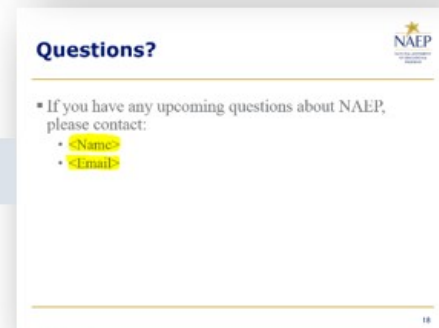 Questions?
NAEP
▪ If you have any upcoming questions about NAEP,
please contact:
• <Name>
• <Email>
18